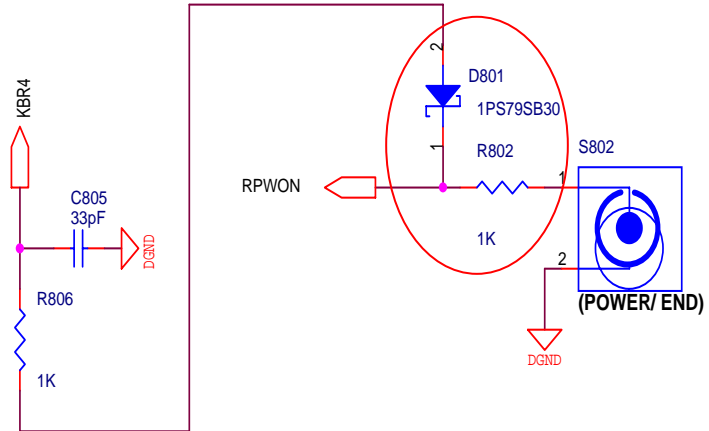 2
D801
1PS79SB30
1
KBR4
R802
S802
RPWON
1
C805
33pF
DGND
1K
2
R806
(POWER/ END)
DGND
1K